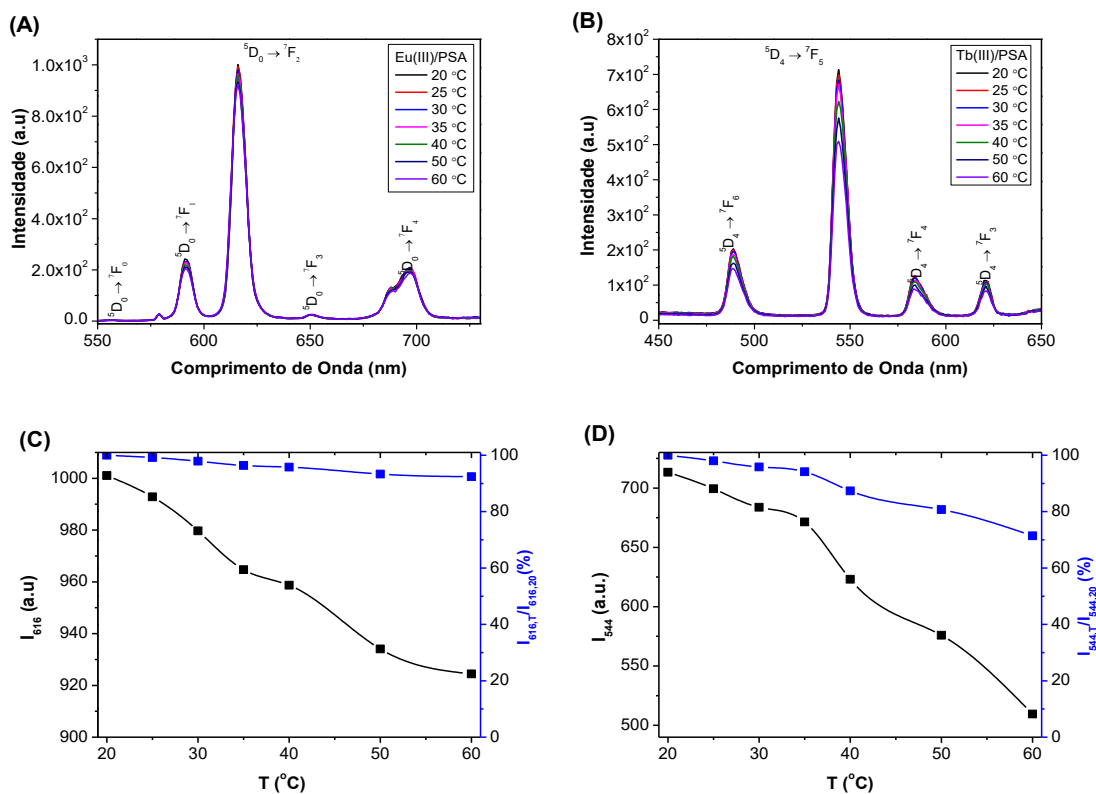 (A)
⁵D₀ → ⁷F₂
Eu(III)/PSA
20 °C
25 °C
30 °C
35 °C
40 °C
50 °C
60 °C
⁵D₀ → ⁷F₀
⁵D₀ → ⁷F₁
⁵D₀ → ⁷F₃
⁵D₀ → ⁷F₄
1.0x10³
8.0x10²
6.0x10²
4.0x10²
2.0x10²
0.0
Intensidade (a.u)
550 600 650 700
Comprimento de Onda (nm)
(B)
⁵D₄ → ⁷F₅
Tb(III)/PSA
20 °C
25 °C
30 °C
35 °C
40 °C
50 °C
60 °C
⁵D₄ → ⁷F₆
⁵D₄ → ⁷F₄
⁵D₄ → ⁷F₃
8x10²
7x10²
6x10²
5x10²
4x10²
3x10²
2x10²
1x10²
0
Intensidade (a.u)
450 500 550 600 650
Comprimento de Onda (nm)
(C)
1000
980
960
940
920
900
I₆₁₆ (a.u)
100
80
60
40
20
0
I₆₁₆,T/I₆₁₆,₂₀(%)
20 30 40 50 60
T (°C)
(D)
700
650
600
550
500
I₅₄₄ (a.u.)
100
80
60
40
20
0
I₅₄₄.T/I₅₄₄.₂₀ (%)
20 30 40 50 60
T (°C)